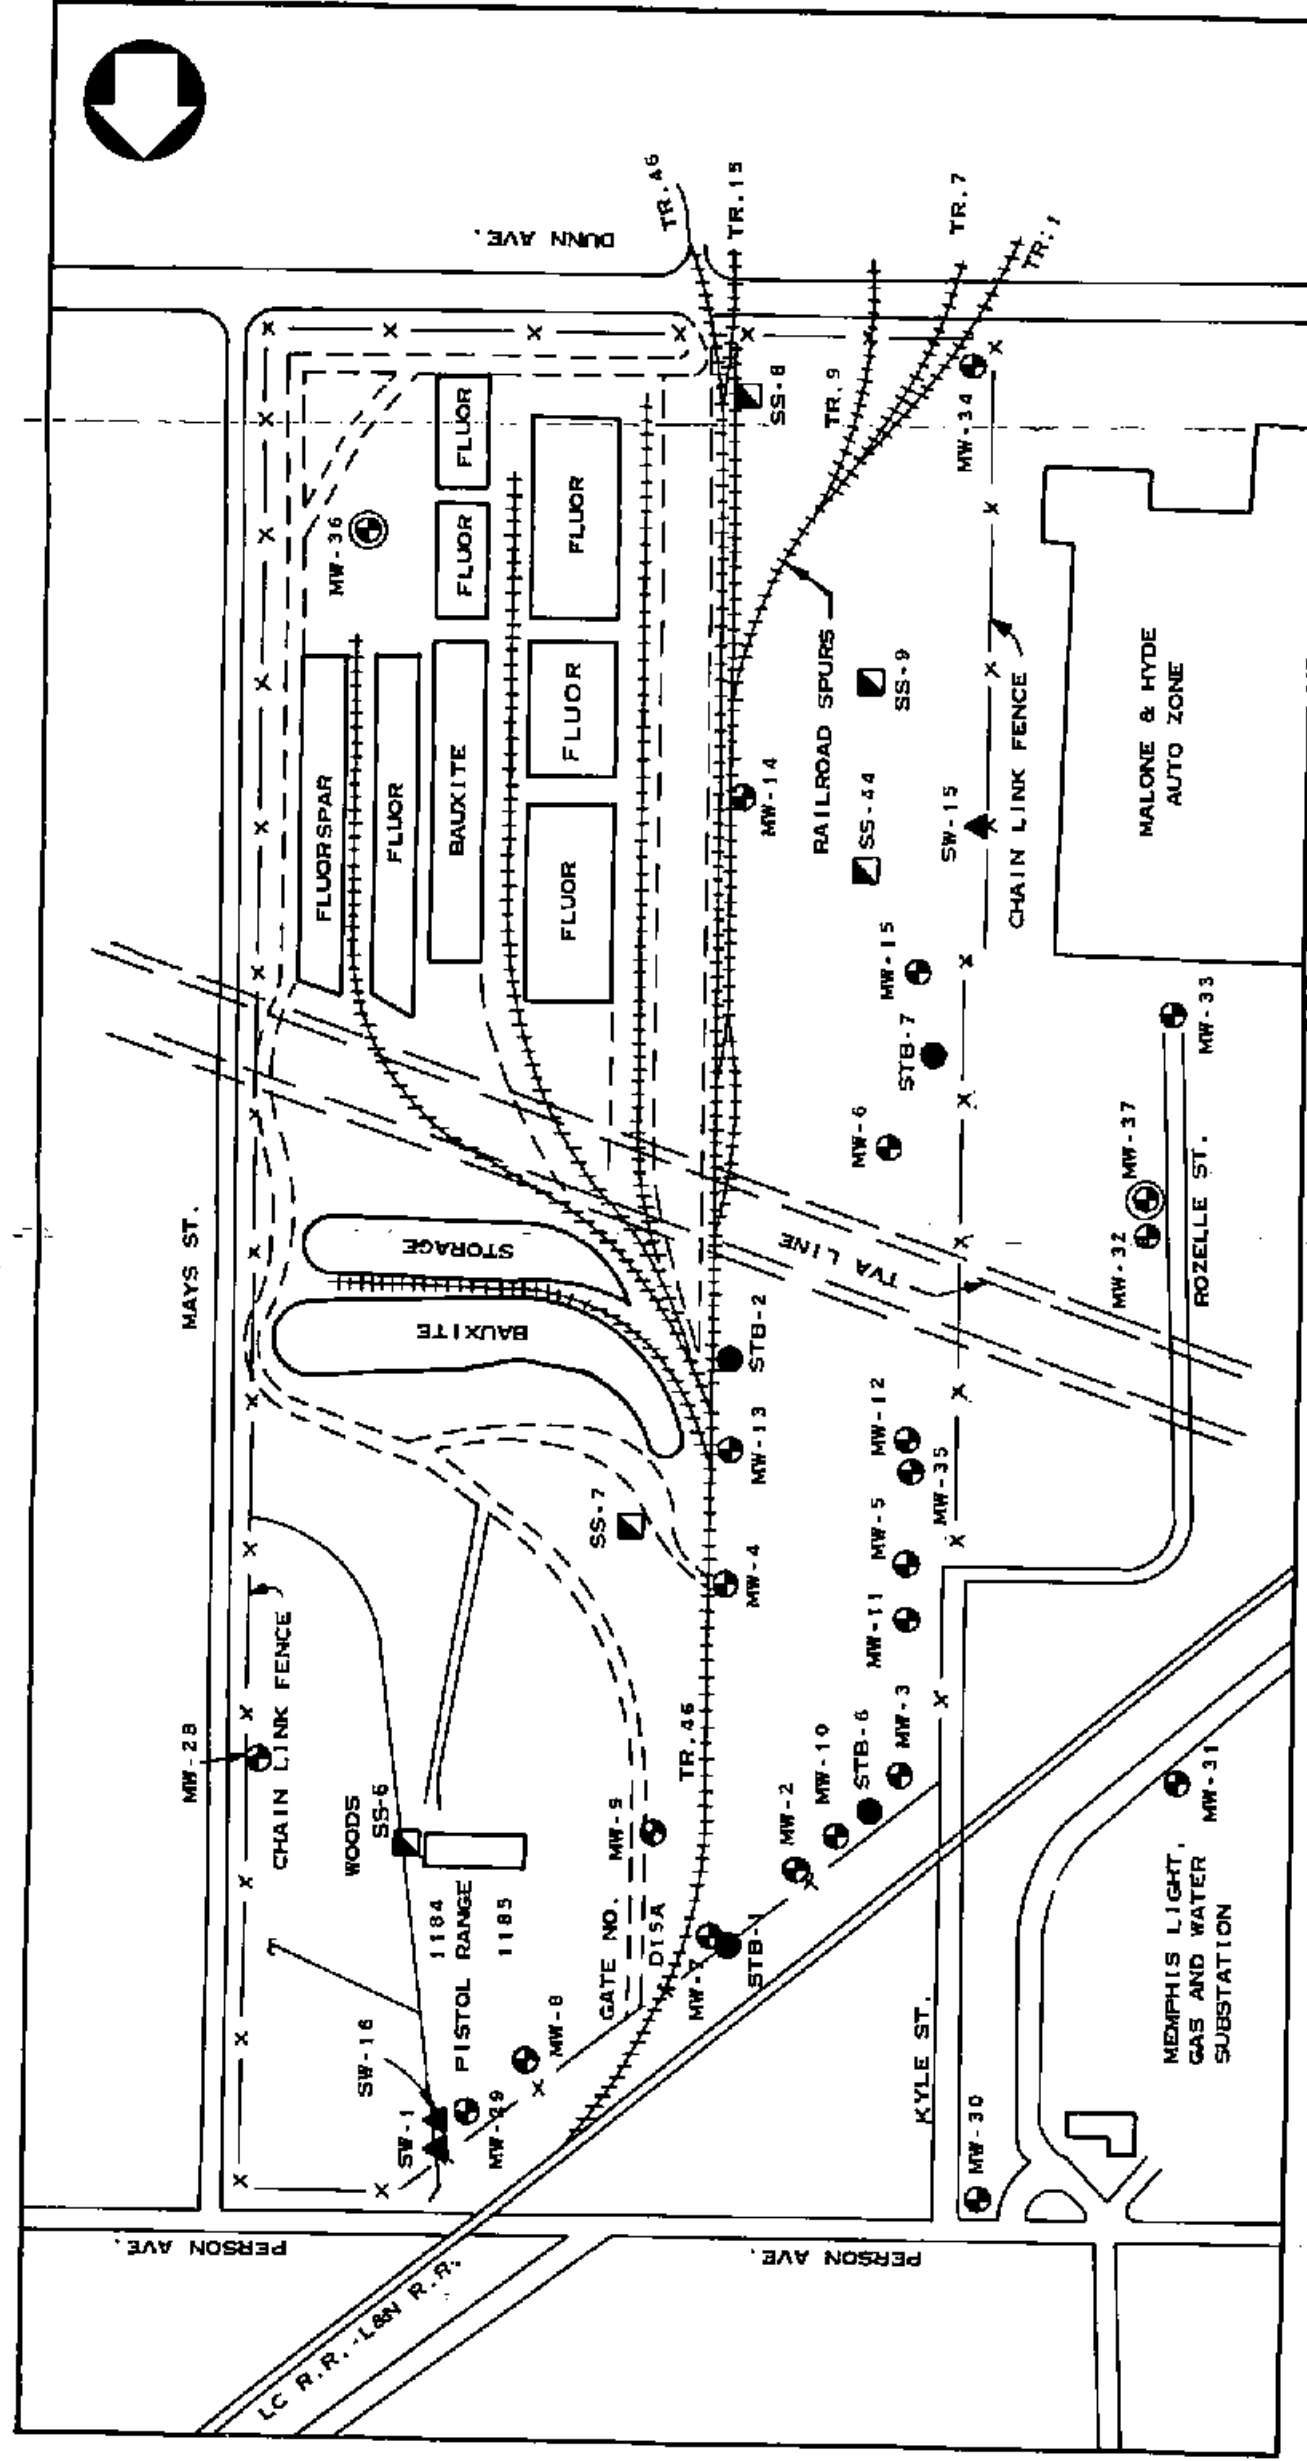 MAYS ST.
DUNN AVE.
TR.46
TR.15
TR.7
TR.1
TR.9
SS-8
MW-34
MW-36
FLUOR
FLUOR
FLUOR
FLUORSPAR
FLUOR
BAUXITE
FLUOR
FLUOR
MW-14
RAILROAD SPURS
SS-9
SS-44
SW-15
CHAIN LINK FENCE
MALONE & HYDE
AUTO ZONE
MW-15
STB-7
MW-6
MW-33
MW-37
MW-32
ROZELLE ST.
TVA LINE
STORAGE
BAUXITE
STB-2
MW-13
MW-12
MW-35
MW-5
MW-11
SS-7
MW-4
MW-28
CHAIN LINK FENCE
WOODS
SS-6
1184
PISTOL RANGE
1185
GATE NO.
D15A
MW-9
TR.46
MW-3
STB-6
MW-10
MW-2
MW-7
STB-1
MW-8
SW-16
SW-1
KYLE ST.
MW-30
MW-31
MEMPHIS LIGHT,
GAS AND WATER
SUBSTATION
PERSON AVE.
PERSON AVE.
LC R.R.-L&N R.R.